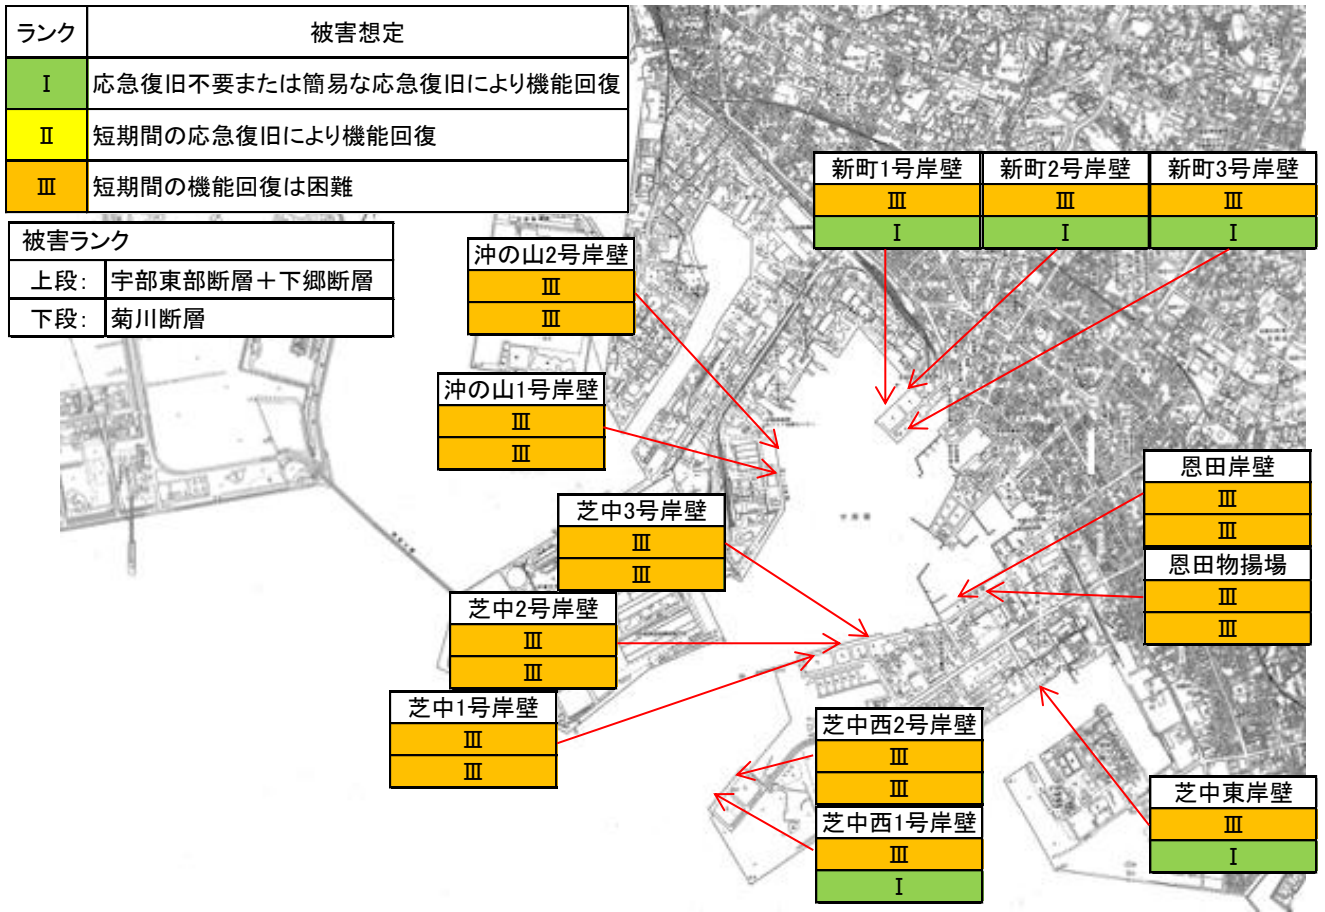 ランク 被害想定
Ⅰ 応急復旧不要または簡易な応急復旧により機能回復
Ⅱ 短期間の応急復旧により機能回復
Ⅲ 短期間の機能回復は困難
被害ランク
上段： 宇部東部断層＋下郷断層
下段： 菊川断層
新町1号岸壁 新町2号岸壁 新町3号岸壁
Ⅲ Ⅲ Ⅲ
Ⅰ Ⅰ Ⅰ
沖の山2号岸壁
Ⅲ
Ⅲ
沖の山1号岸壁
Ⅲ
Ⅲ
芝中3号岸壁
Ⅲ
Ⅲ
芝中2号岸壁
Ⅲ
Ⅲ
芝中1号岸壁
Ⅲ
Ⅲ
恩田岸壁
Ⅲ
Ⅲ
恩田物揚場
Ⅲ
Ⅲ
芝中西2号岸壁
Ⅲ
Ⅲ
芝中西1号岸壁
Ⅲ
Ⅰ
芝中東岸壁
Ⅲ
Ⅰ